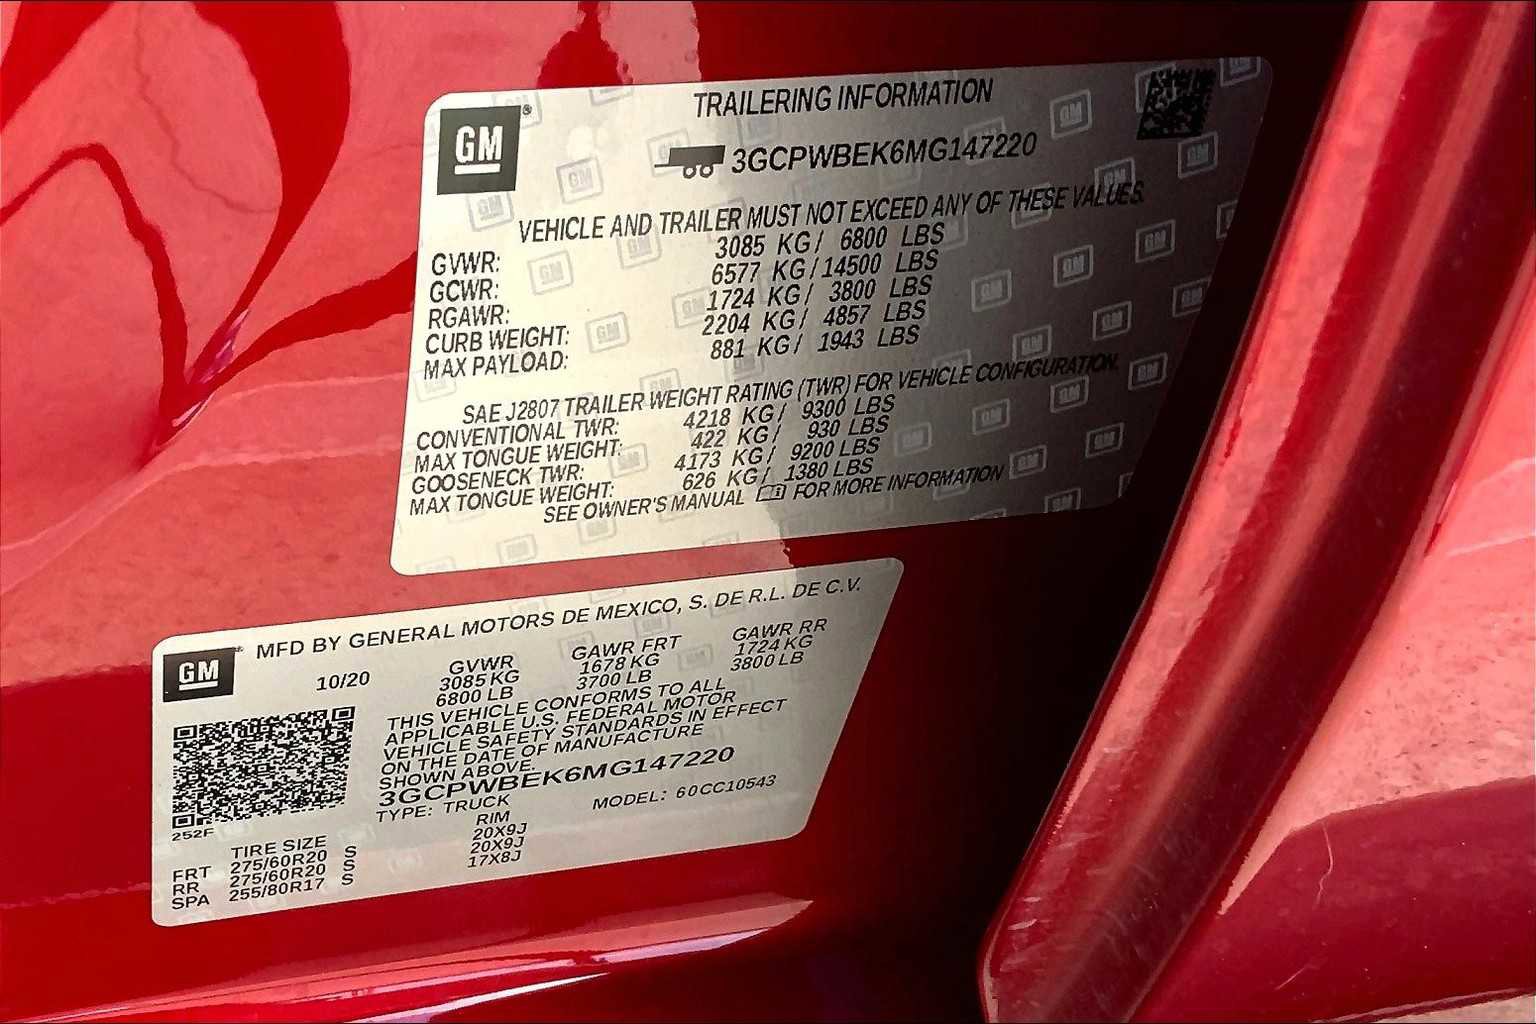 GM
TRAILERING INFORMATION
3GCPWBEK6MG147220
VEHICLE AND TRAILER MUST NOT EXCEED ANY OF THESE VALUES.
GVWR: 3085 KG/ 6800 LBS
GCWR: 6577 KG/14500 LBS
RGAWR: 1724 KG/ 3800 LBS
CURB WEIGHT: 2204 KG/ 4857 LBS
MAX PAYLOAD: 881 KG/ 1943 LBS
SAE J2807 TRAILER WEIGHT RATING (TWR) FOR VEHICLE CONFIGURATION.
CONVENTIONAL TWR: 4218 KG/ 9300 LBS
MAX TONGUE WEIGHT: 422 KG/ 930 LBS
GOOSENECK TWR: 4173 KG/ 9200 LBS
MAX TONGUE WEIGHT: 626 KG/ 1380 LBS
SEE OWNER'S MANUAL FOR MORE INFORMATION
GM
MFD BY GENERAL MOTORS DE MEXICO, S. DE R.L. DE C.V.
10/20 GVWR GAWR FRT GAWR RR
3085 KG 1678 KG 1724 KG
6800 LB 3700 LB 3800 LB
THIS VEHICLE CONFORMS TO ALL
APPLICABLE U.S. FEDERAL MOTOR
VEHICLE SAFETY STANDARDS IN EFFECT
ON THE DATE OF MANUFACTURE
SHOWN ABOVE.
3GCPWBEK6MG147220
TYPE: TRUCK MODEL: 60CC10543
252F
TIRE SIZE RIM
FRT 275/60R20 S 20X9J
RR 275/60R20 S 20X9J
SPA 255/80R17 S 17X8J